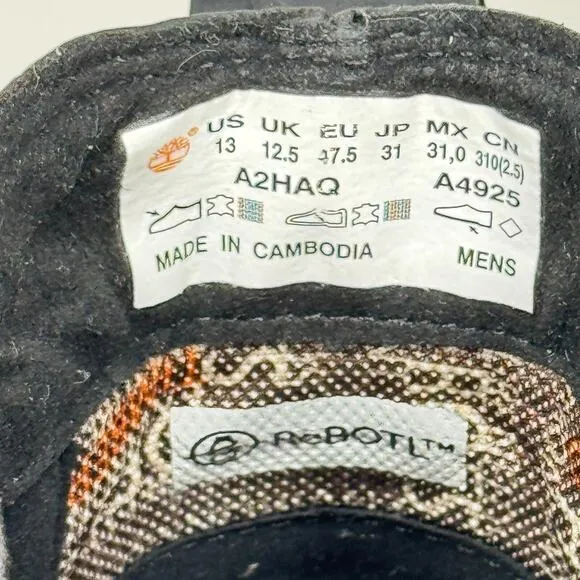 US UK EU JP MX CN
13 12.5 47.5 31 31,0 310(2.5)
A2HAQ A4925
MADE IN CAMBODIA MENS
ReBOTL™